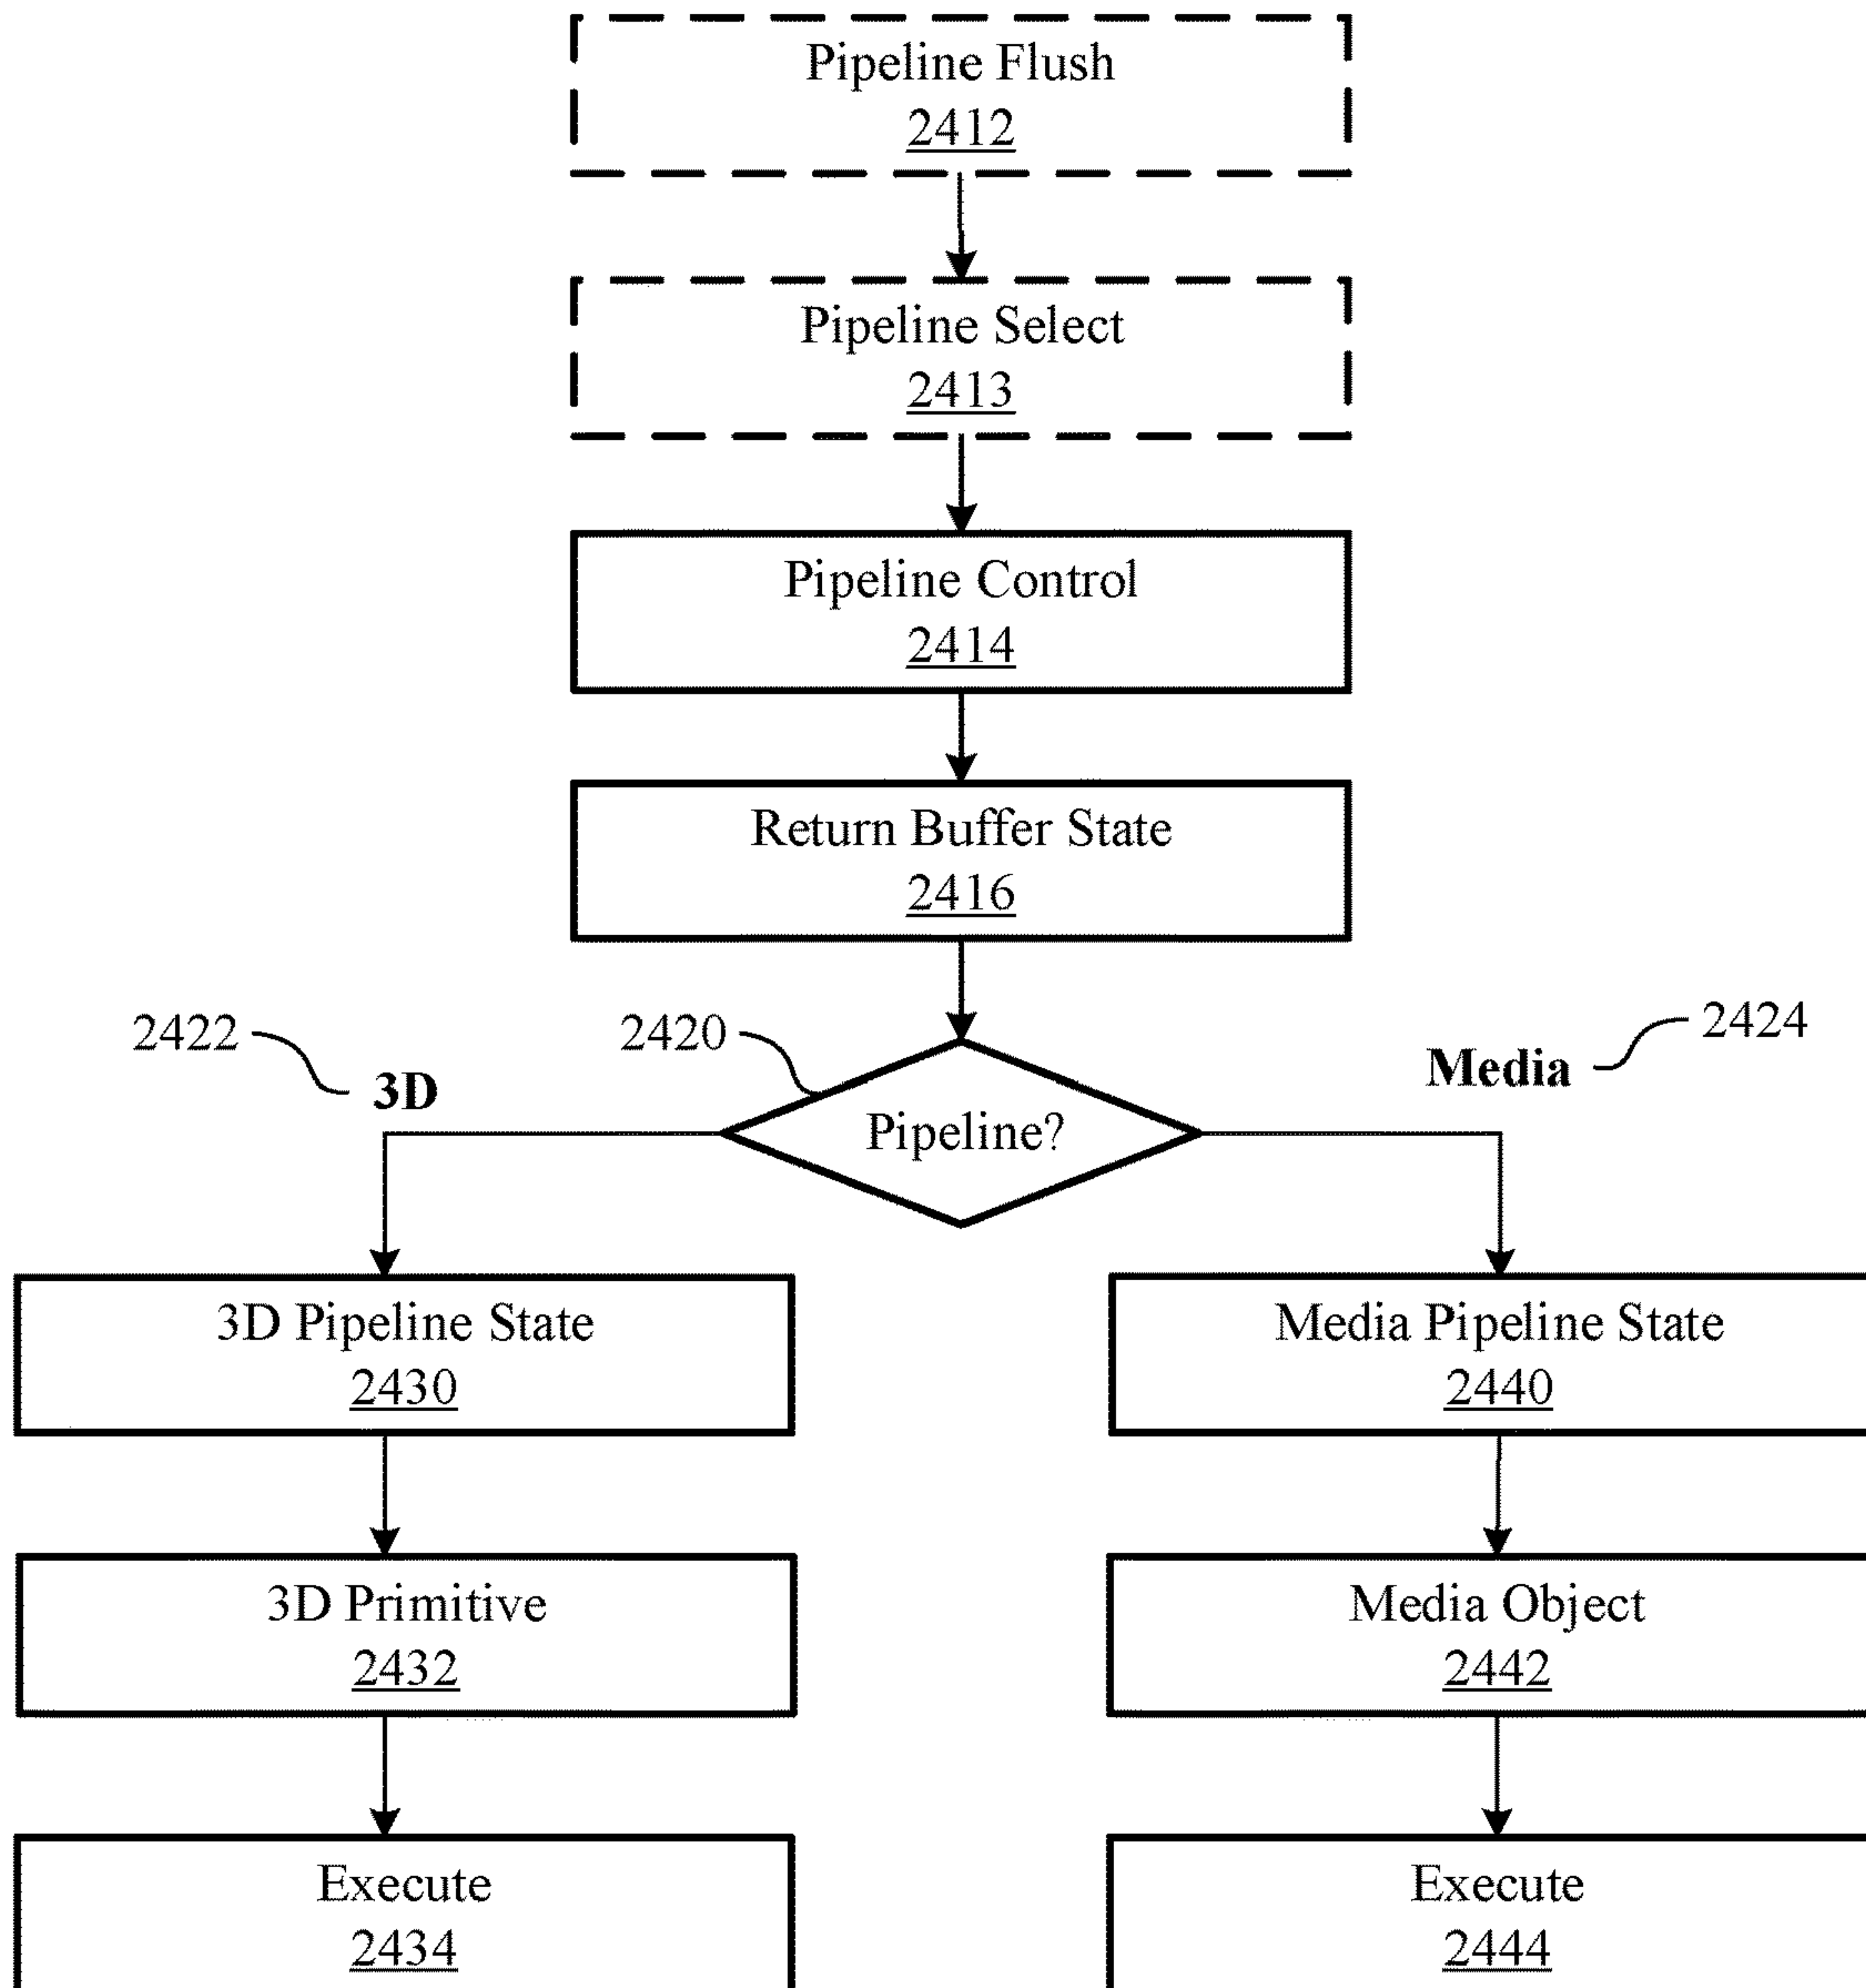 Pipeline Flush
2412
Pipeline Select
2413
Pipeline Control
2414
Return Buffer State
2416
2422
2420
2424
3D
Media
Pipeline?
3D Pipeline State
2430
Media Pipeline State
2440
3D Primitive
2432
Media Object
2442
Execute
2434
Execute
2444